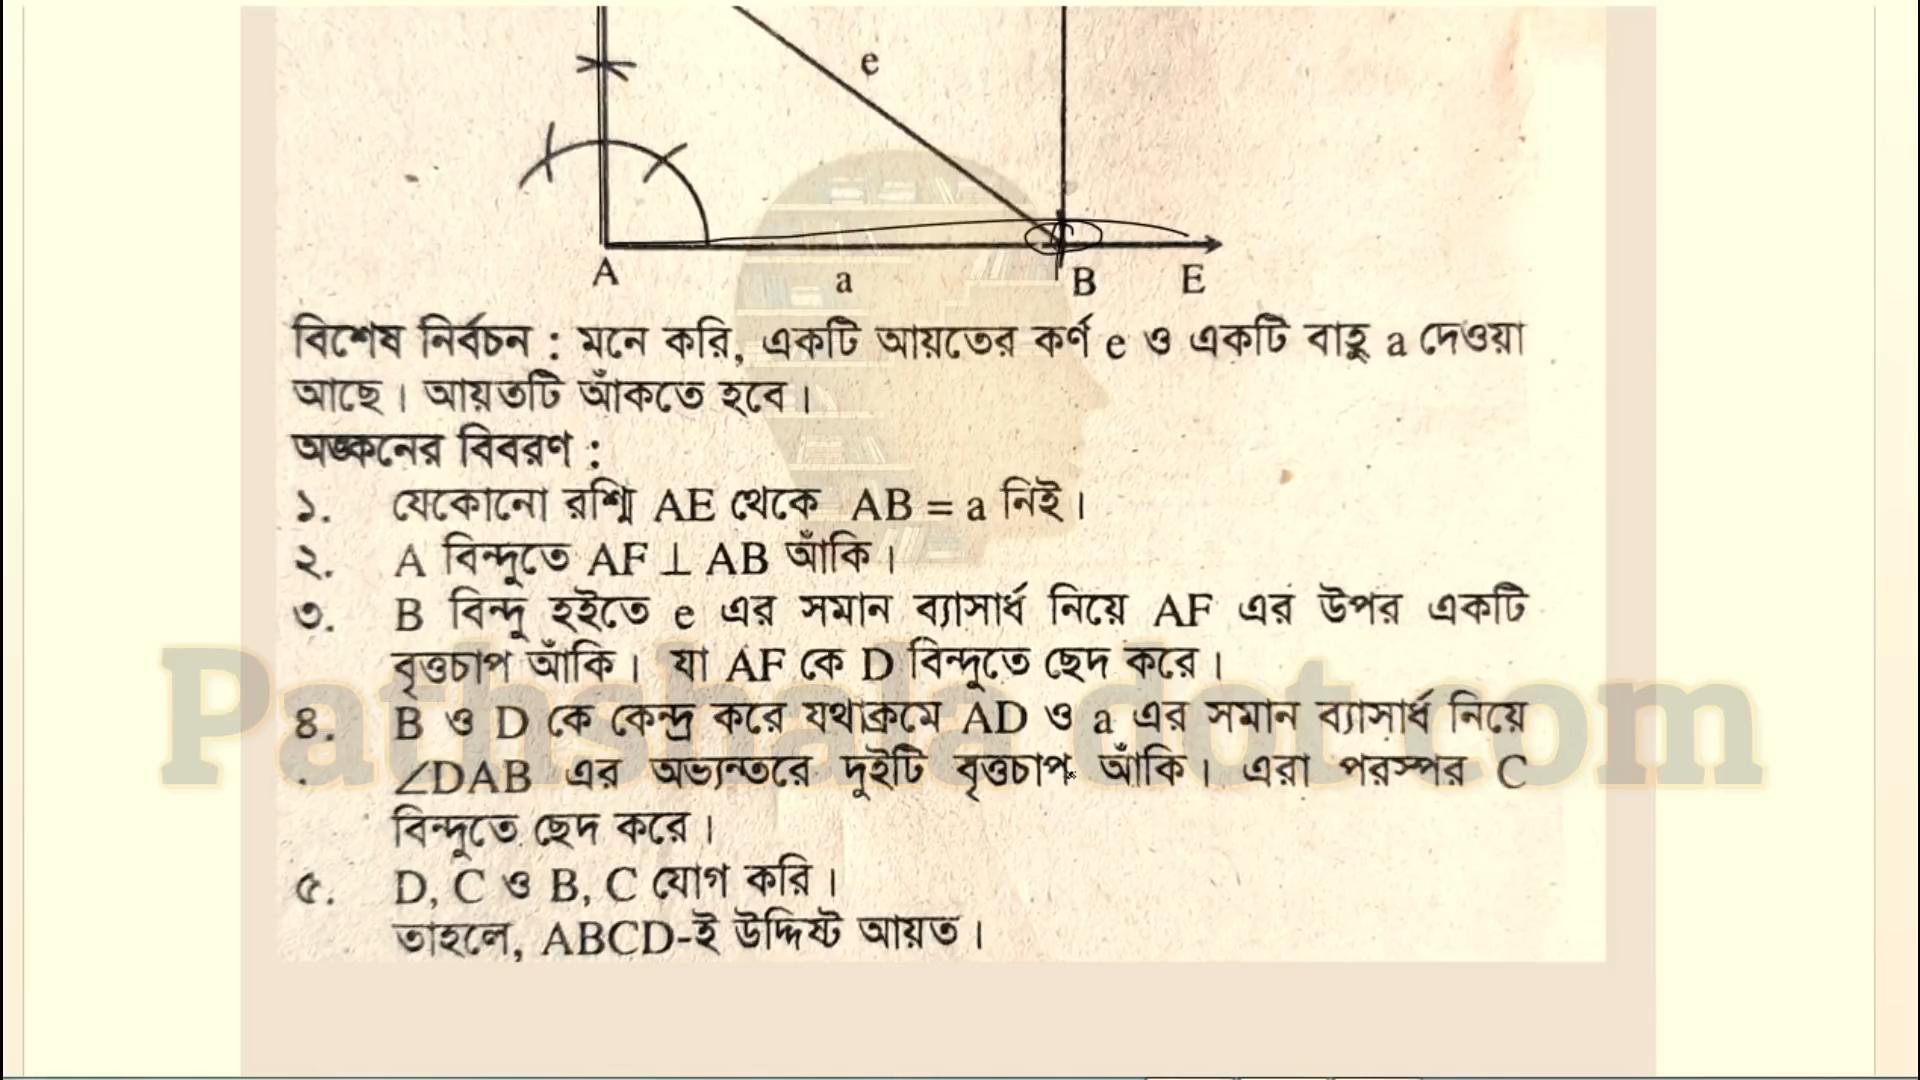 e
A a B E
বিশেষ নির্বচন : মনে করি, একটি আয়তের কর্ণ e ও একটি বাহু a দেওয়া
আছে। আয়তটি আঁকতে হবে।
অঙ্কনের বিবরণ :
১. যেকোনো রশ্মি AE থেকে AB = a নিই।
২. A বিন্দুতে AF ⊥ AB আঁকি।
৩. B বিন্দু হইতে e এর সমান ব্যাসার্ধ নিয়ে AF এর উপর একটি
বৃত্তচাপ আঁকি। যা AF কে D বিন্দুতে ছেদ করে।
৪. B ও D কে কেন্দ্র করে যথাক্রমে AD ও a এর সমান ব্যাসার্ধ নিয়ে
∠DAB এর অভ্যন্তরে দুইটি বৃত্তচাপ আঁকি। এরা পরস্পর C
বিন্দুতে ছেদ করে।
৫. D, C ও B, C যোগ করি।
তাহলে, ABCD-ই উদ্দিষ্ট আয়ত।
Pathshala dot com